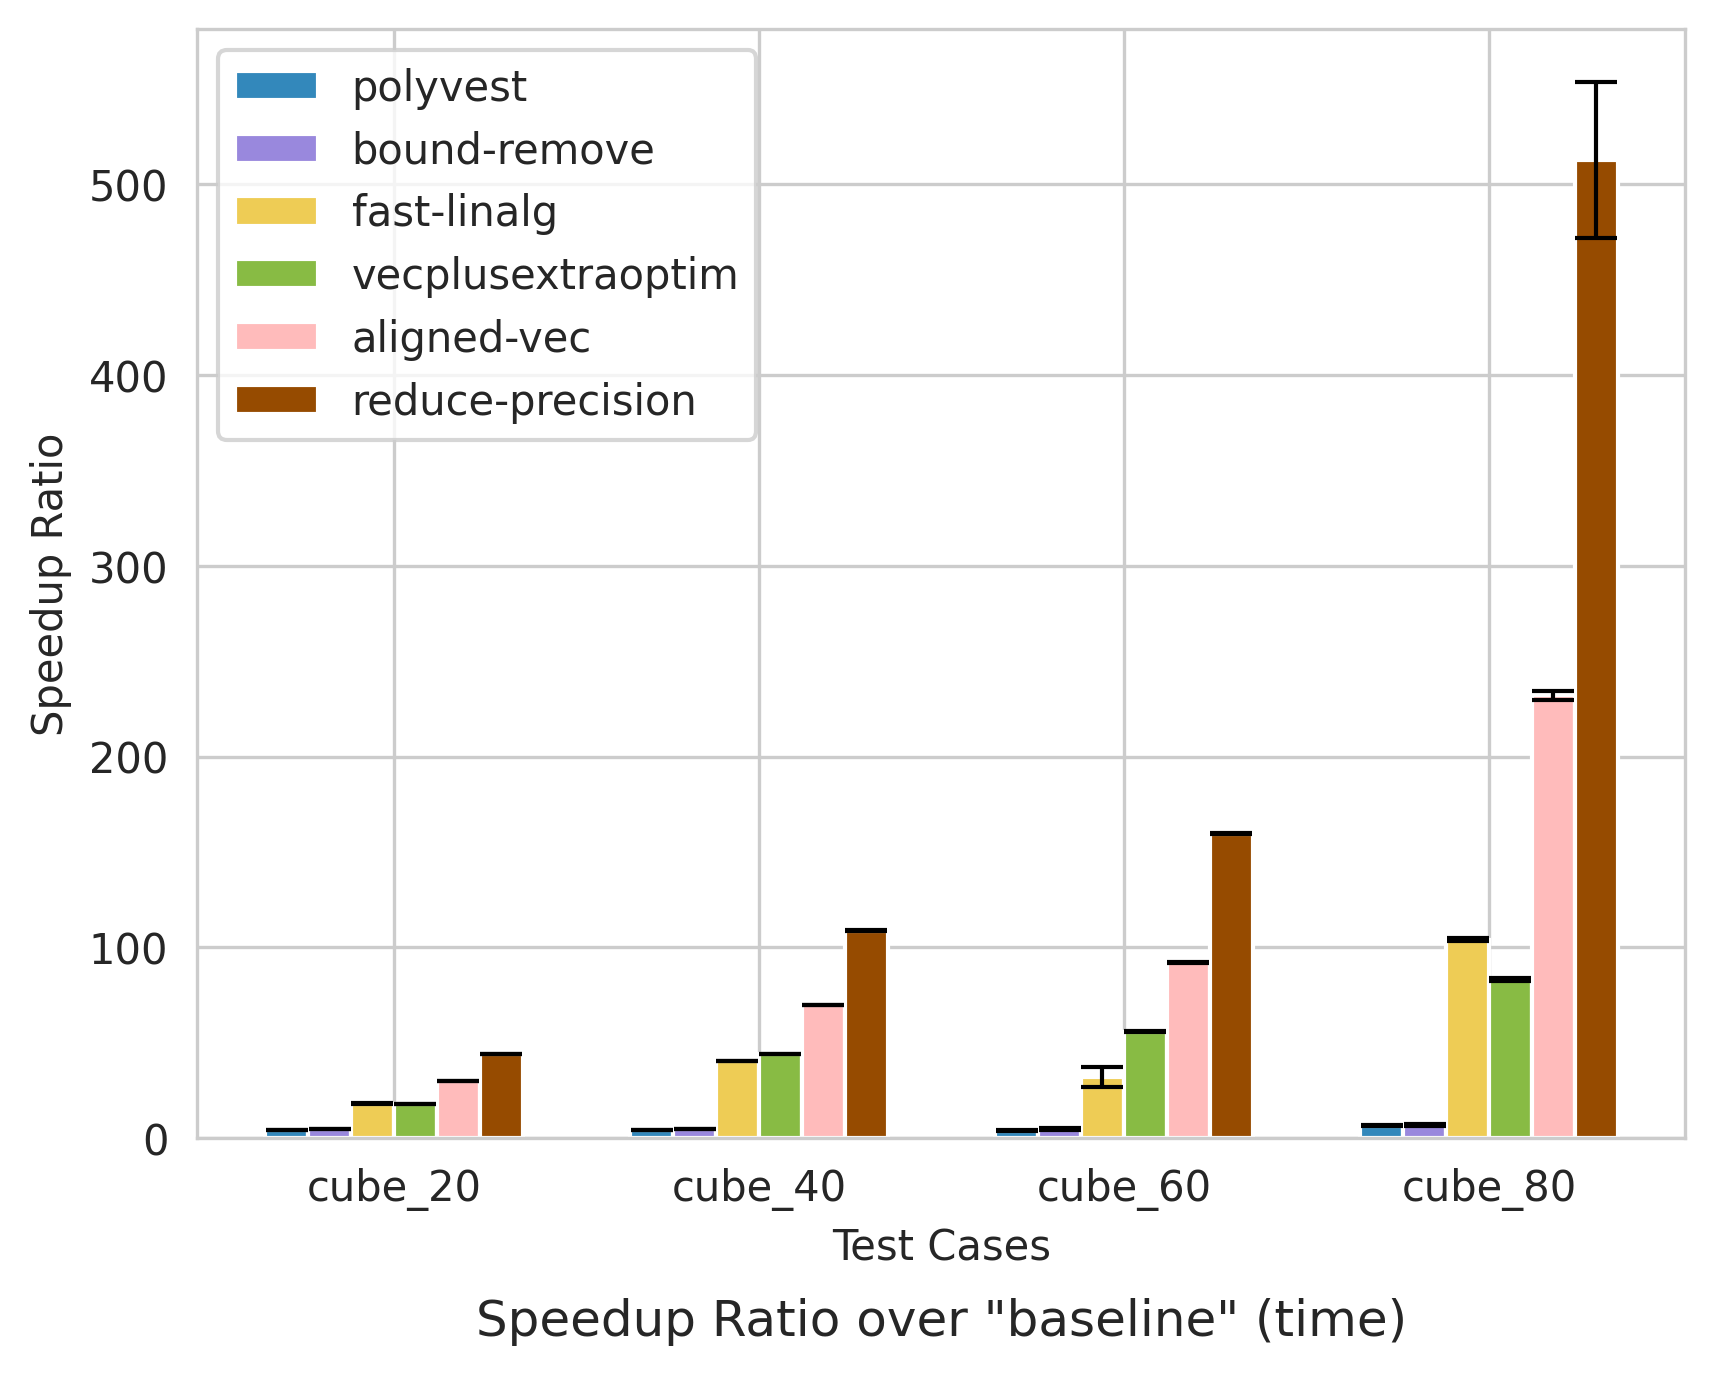 polyvest
bound-remove
fast-linalg
vecplusextraoptim
aligned-vec
reduce-precision
500
400
300
200
100
0
Speedup Ratio
cube_20 cube_40 cube_60 cube_80
Test Cases
Speedup Ratio over "baseline" (time)